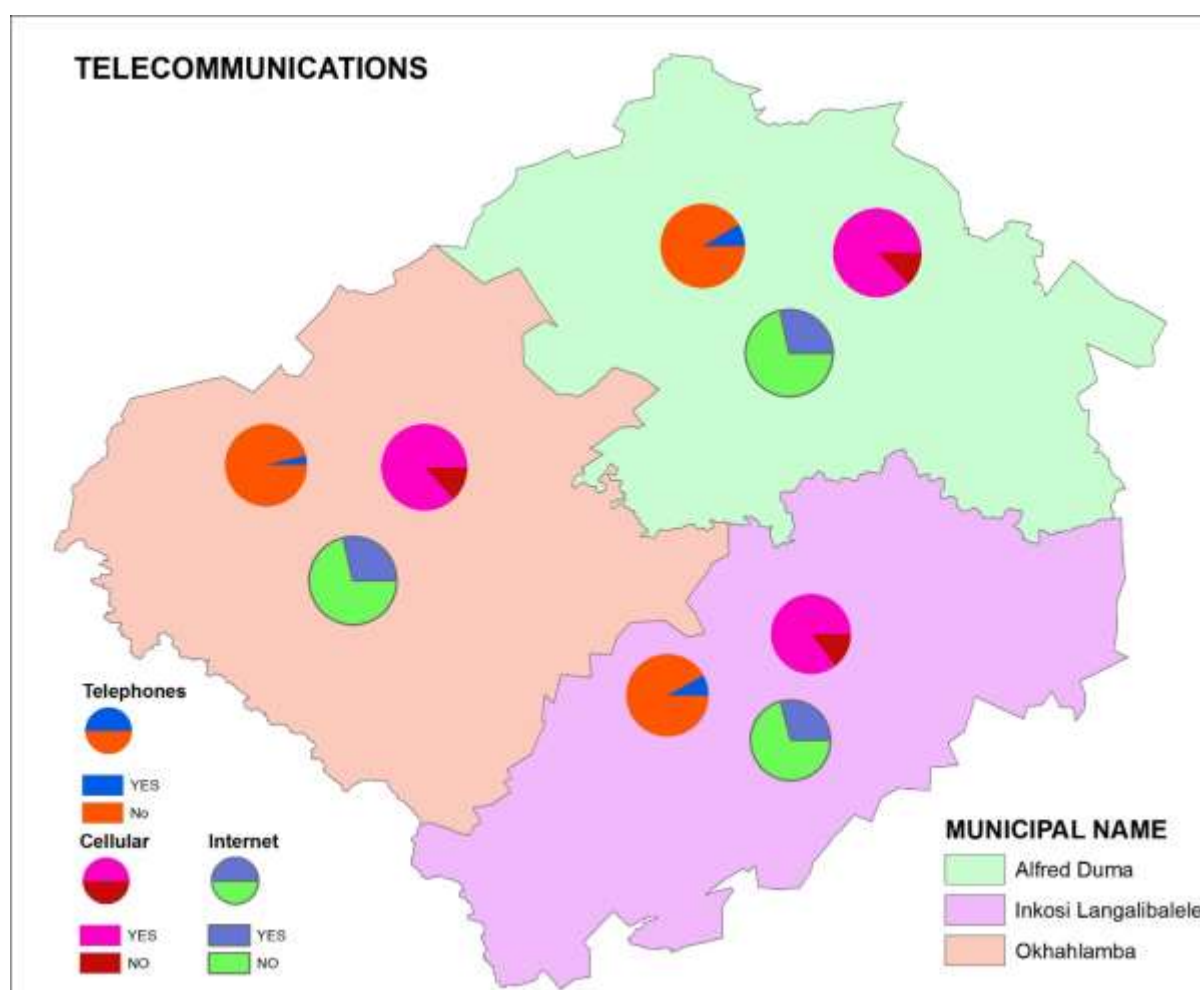 TELECOMMUNICATIONS
Telephones
YES
No
Cellular
YES
NO
Internet
YES
NO
MUNICIPAL NAME
Alfred Duma
Inkosi Langalibalele
Okhahlamba